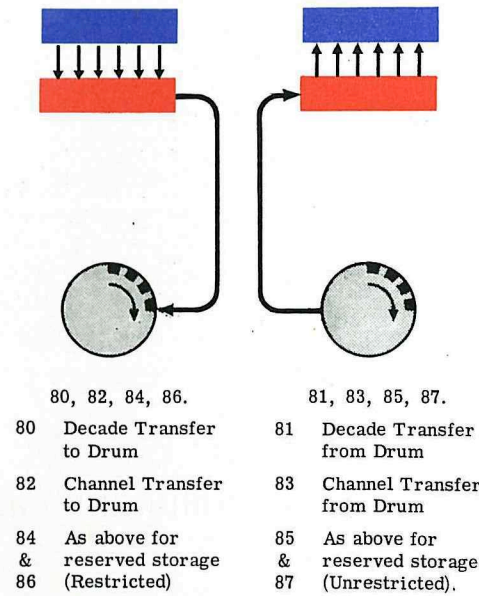 80, 82, 84, 86.
80 Decade Transfer
to Drum
82 Channel Transfer
to Drum
84 As above for
& reserved storage
86 (Restricted)
81, 83, 85, 87.
81 Decade Transfer
from Drum
83 Channel Transfer
from Drum
85 As above for
& reserved storage
87 (Unrestricted).